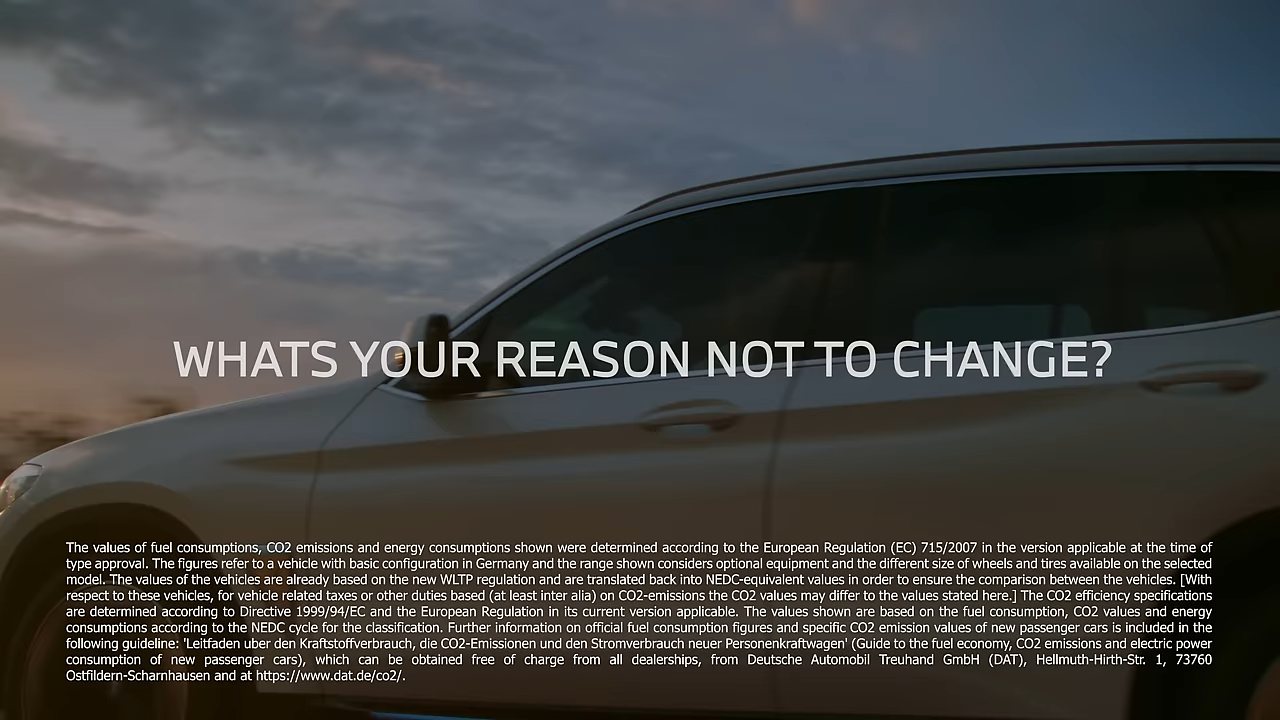 WHATS YOUR REASON NOT TO CHANGE?
The values of fuel consumptions, CO2 emissions and energy consumptions shown were determined according to the European Regulation (EC) 715/2007 in the version applicable at the time of
type approval. The figures refer to a vehicle with basic configuration in Germany and the range shown considers optional equipment and the different size of wheels and tires available on the selected
model. The values of the vehicles are already based on the new WLTP regulation and are translated back into NEDC-equivalent values in order to ensure the comparison between the vehicles. [With
respect to these vehicles, for vehicle related taxes or other duties based (at least inter alia) on CO2-emissions the CO2 values may differ to the values stated here.] The CO2 efficiency specifications
are determined according to Directive 1999/94/EC and the European Regulation in its current version applicable. The values shown are based on the fuel consumption, CO2 values and energy
consumptions according to the NEDC cycle for the classification. Further information on official fuel consumption figures and specific CO2 emission values of new passenger cars is included in the
following guideline: 'Leitfaden uber den Kraftstoffverbrauch, die CO2-Emissionen und den Stromverbrauch neuer Personenkraftwagen' (Guide to the fuel economy, CO2 emissions and electric power
consumption of new passenger cars), which can be obtained free of charge from all dealerships, from Deutsche Automobil Treuhand GmbH (DAT), Hellmuth-Hirth-Str. 1, 73760
Ostfildern-Scharnhausen and at https://www.dat.de/co2/.